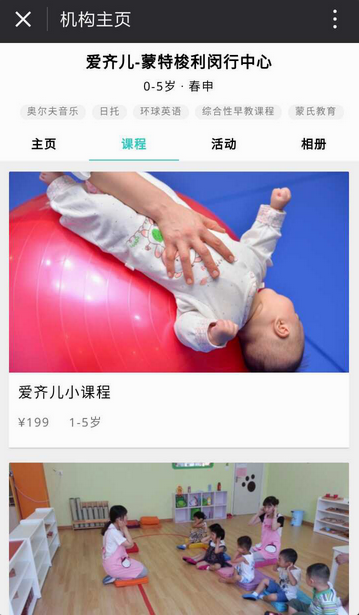 机构主页
爱齐儿-蒙特梭利闵行中心
0-5岁 · 春申
奥尔夫音乐 日托 环球英语 综合性早教课程 蒙氏教育
主页 课程 活动 相册
爱齐儿小课程
¥199 1-5岁